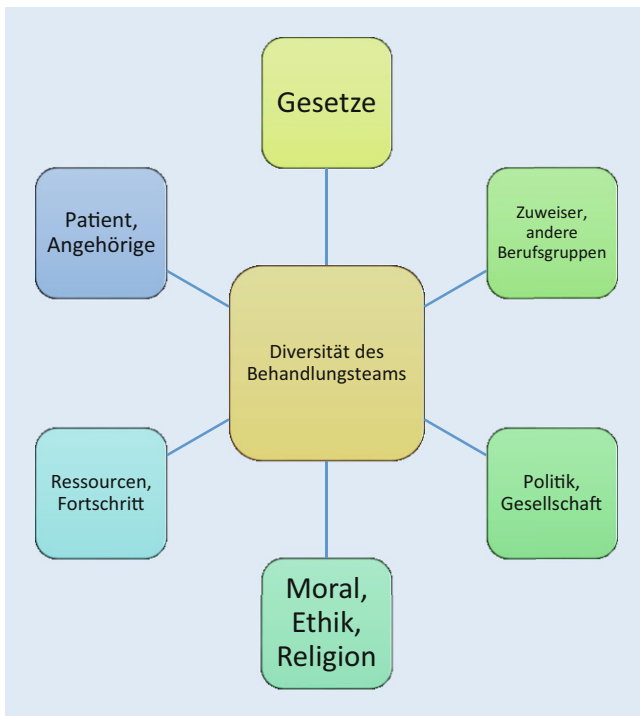 Gesetze
Patient,
Angehörige
Zuweiser,
andere
Berufsgruppen
Diversität des
Behandlungsteams
Ressourcen,
Fortschritt
Politik,
Gesellschaft
Moral,
Ethik,
Religion